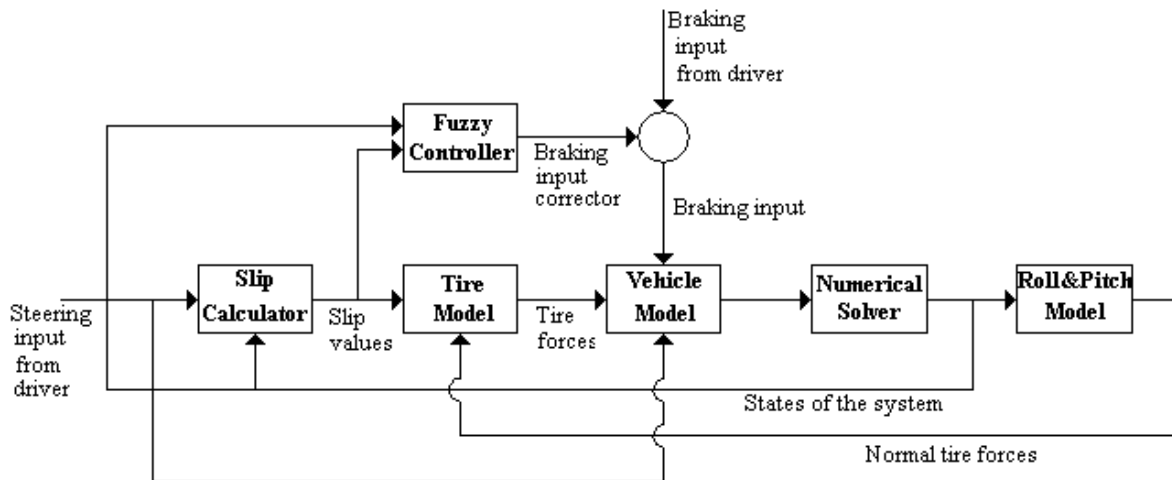 Braking
input
from driver
Fuzzy
Controller
Braking
input
corrector
Braking input
Slip
Calculator
Tire
Model
Vehicle
Model
Numerical
Solver
Roll&Pitch
Model
Steering
input
from
driver
Slip
values
Tire
forces
States of the system
Normal tire forces